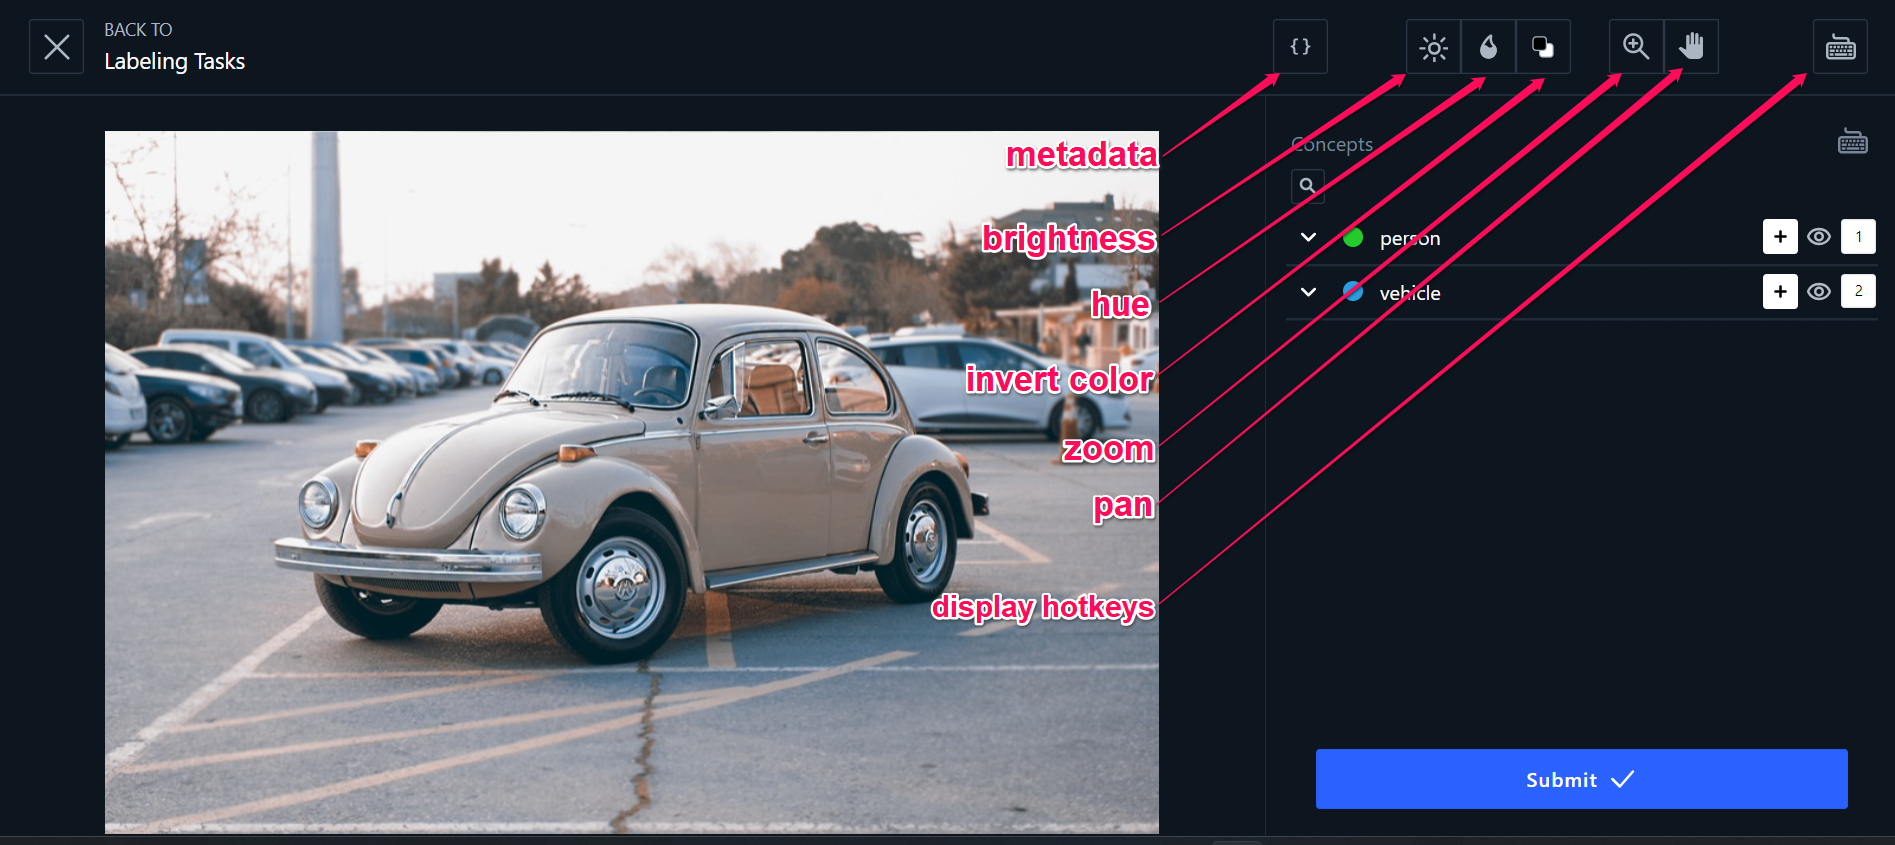 BACK TO
Labeling Tasks
{}
metadata
brightness
hue
invert color
zoom
pan
display hotkeys
Concepts
person + 1
vehicle + 2
Submit